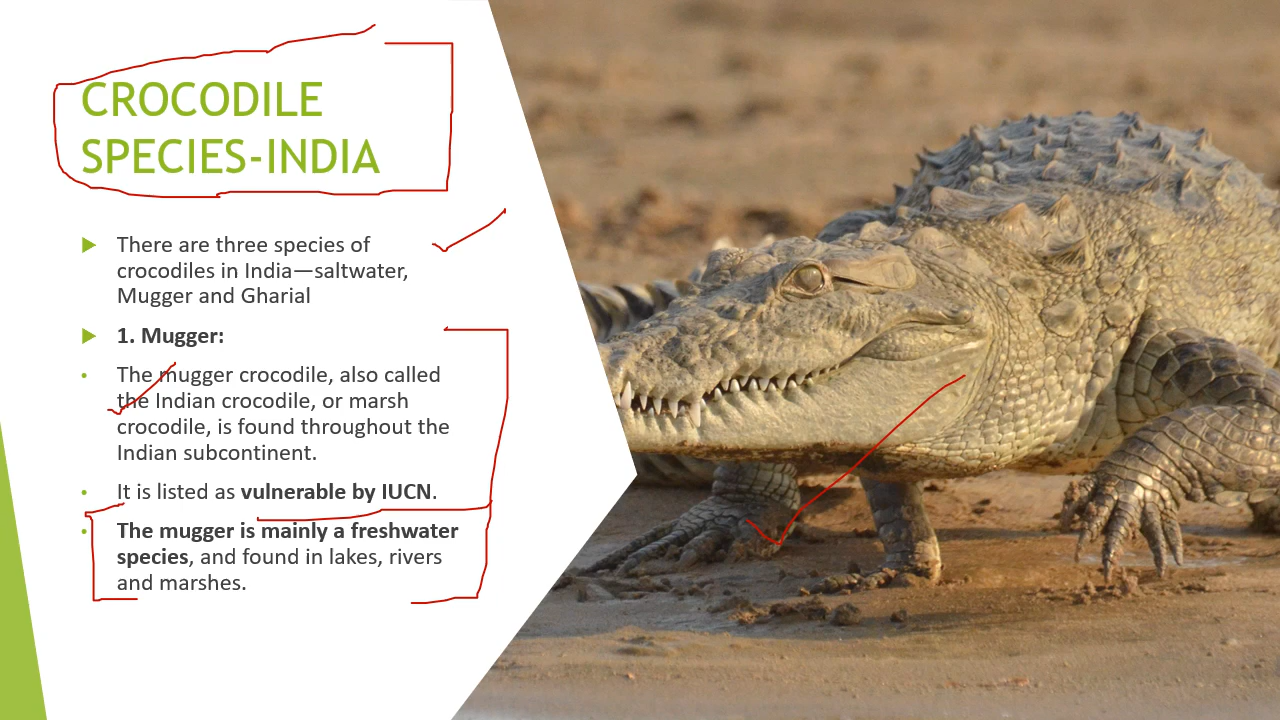 CROCODILE
SPECIES-INDIA
There are three species of
crocodiles in India—saltwater,
Mugger and Gharial
1. Mugger:
The mugger crocodile, also called
the Indian crocodile, or marsh
crocodile, is found throughout the
Indian subcontinent.
It is listed as vulnerable by IUCN.
The mugger is mainly a freshwater
species, and found in lakes, rivers
and marshes.